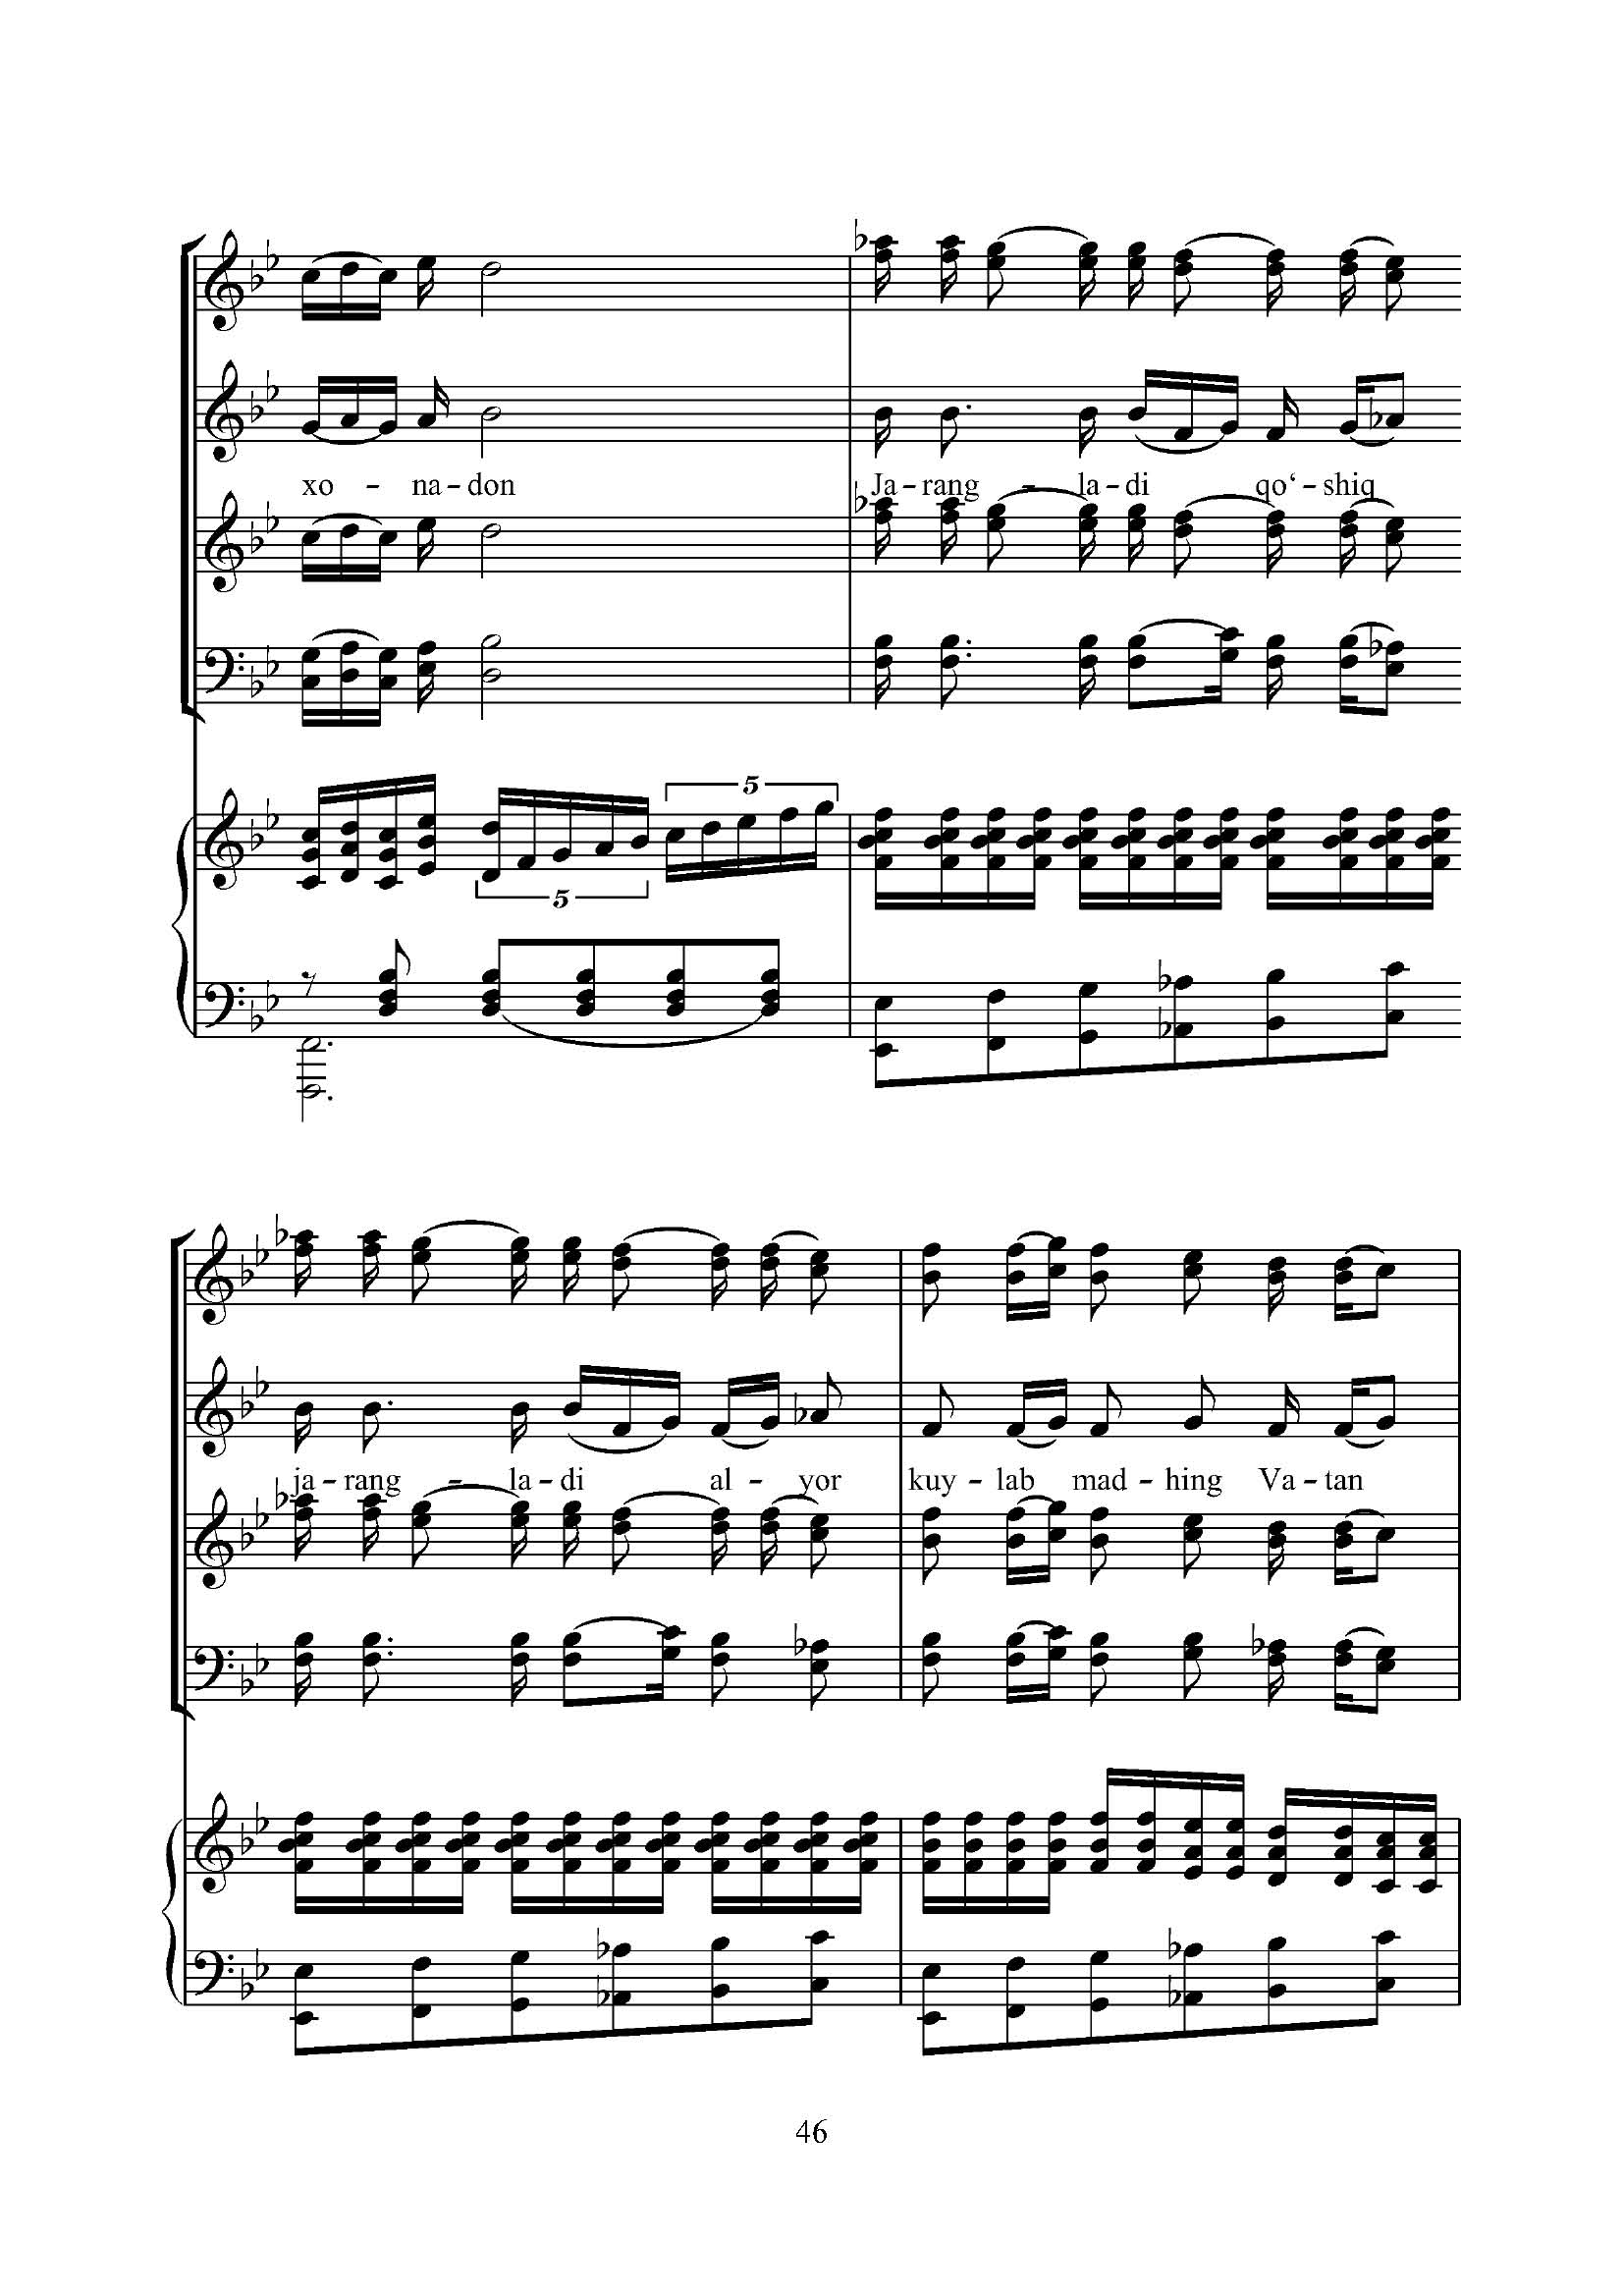 xo - na - don Ja - rang - la - di qo‘ - shiq
5
5
ja - rang - la - di al - yor kuy - lab mad - hing Va - tan
46